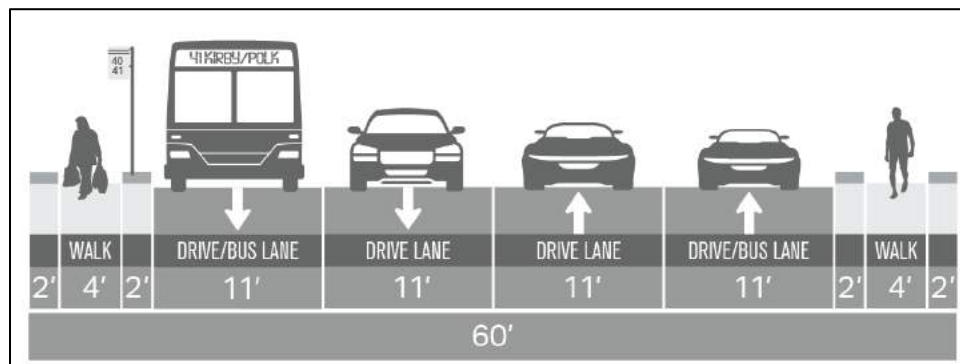 41 KIRBY/POLK
40
41
WALK DRIVE/BUS LANE DRIVE LANE DRIVE LANE DRIVE/BUS LANE WALK
2' 4' 2' 11' 11' 11' 11' 2' 4' 2'
60'